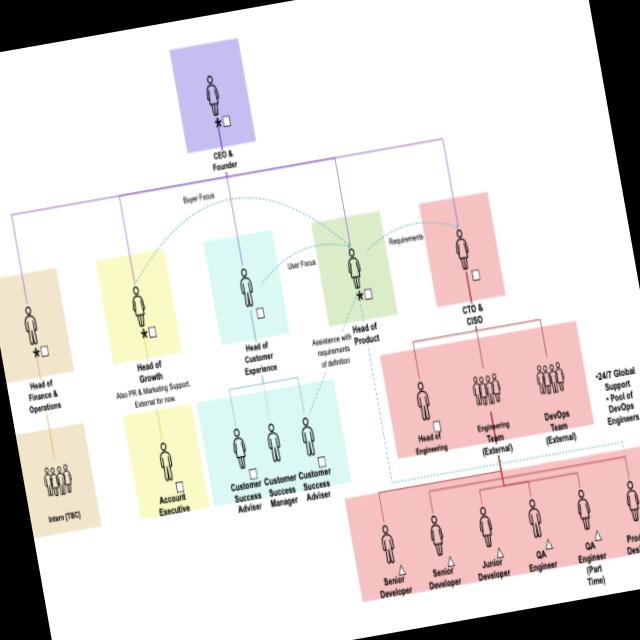 CEO &
Founder
Buyer Focus
User Focus
Requirements
Head of
Finance &
Operations
Head of
Growth
Also PR & Marketing Support.
External for now.
Head of
Customer
Experience
Assistance with
requirements
of definition
Head of
Product
CTO &
CISO
Intern (TBC)
Account
Executive
Customer
Success
Adviser
Customer
Success
Manager
Customer
Success
Adviser
Head of
Engineering
Engineering
Team
(External)
DevOps
Team
(External)
•24/7 Global
Support
• Pool of
DevOps
Engineers
Senior
Developer
Senior
Developer
Junior
Developer
QA
Engineer
QA
Engineer
(Part
Time)